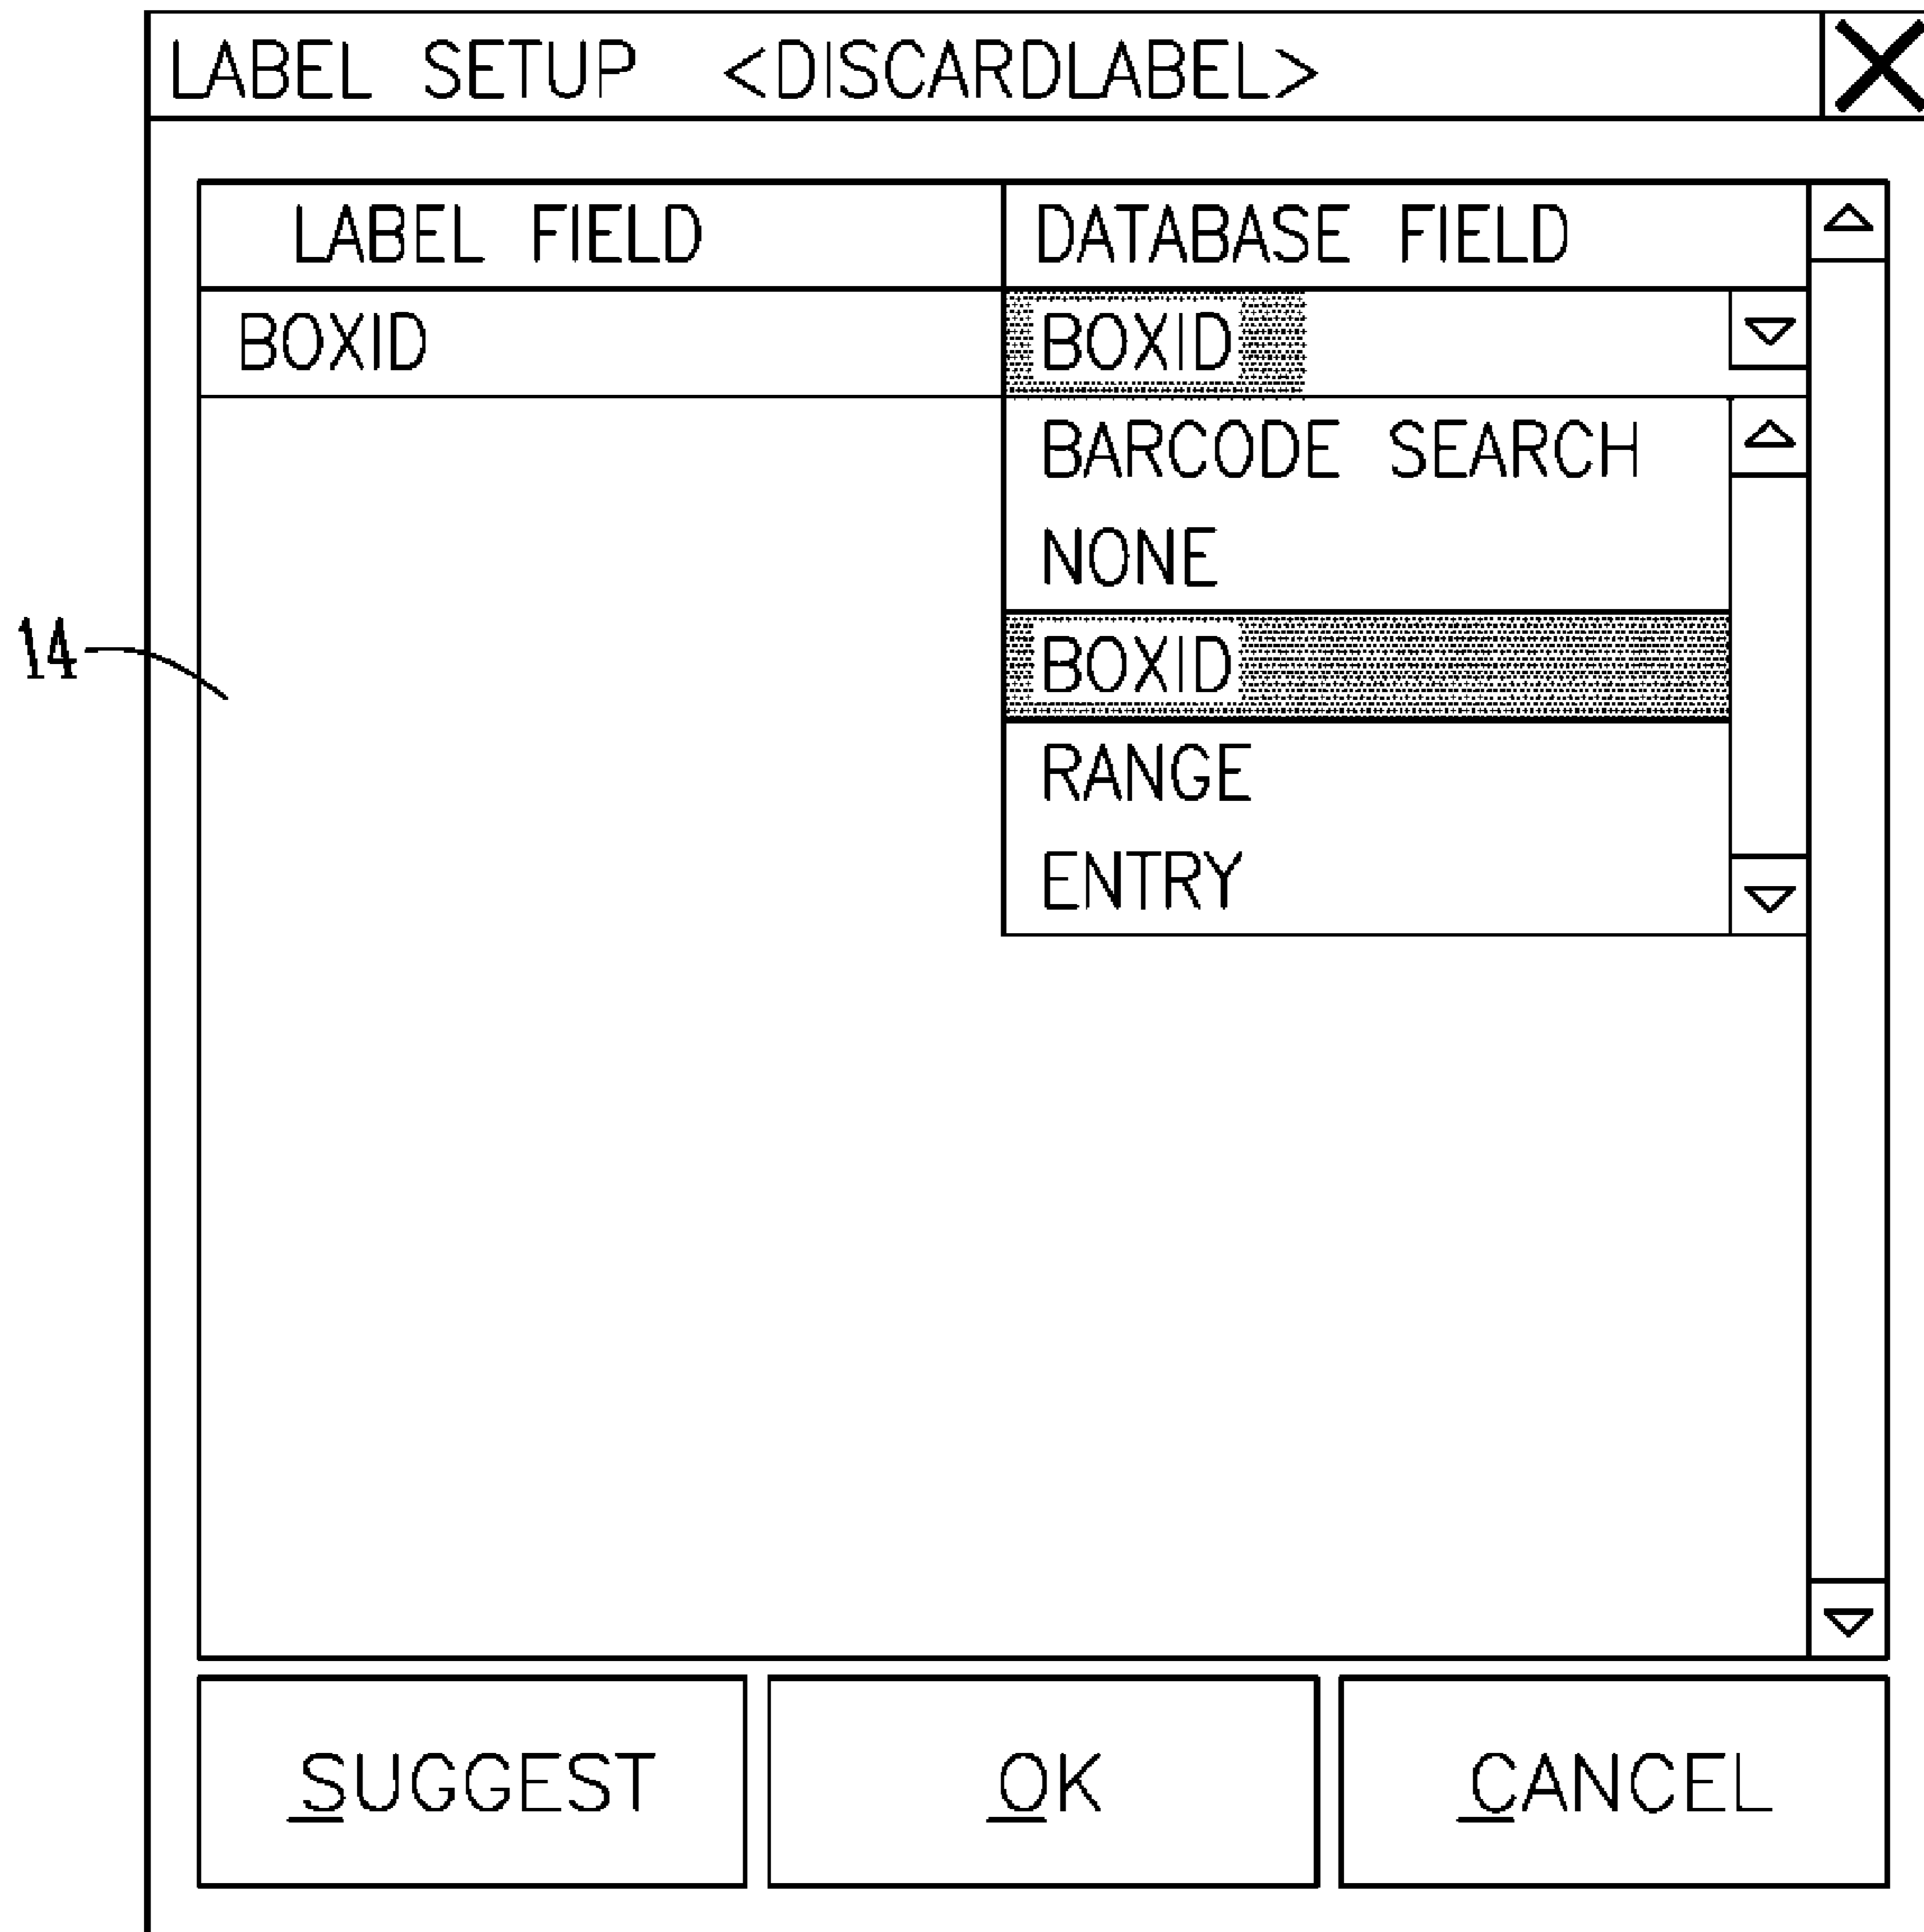 LABEL SETUP <DISCARDLABEL>
LABEL FIELD DATABASE FIELD
BOXID BOXID
BARCODE SEARCH
NONE
BOXID
14
RANGE
ENTRY
SUGGEST OK CANCEL